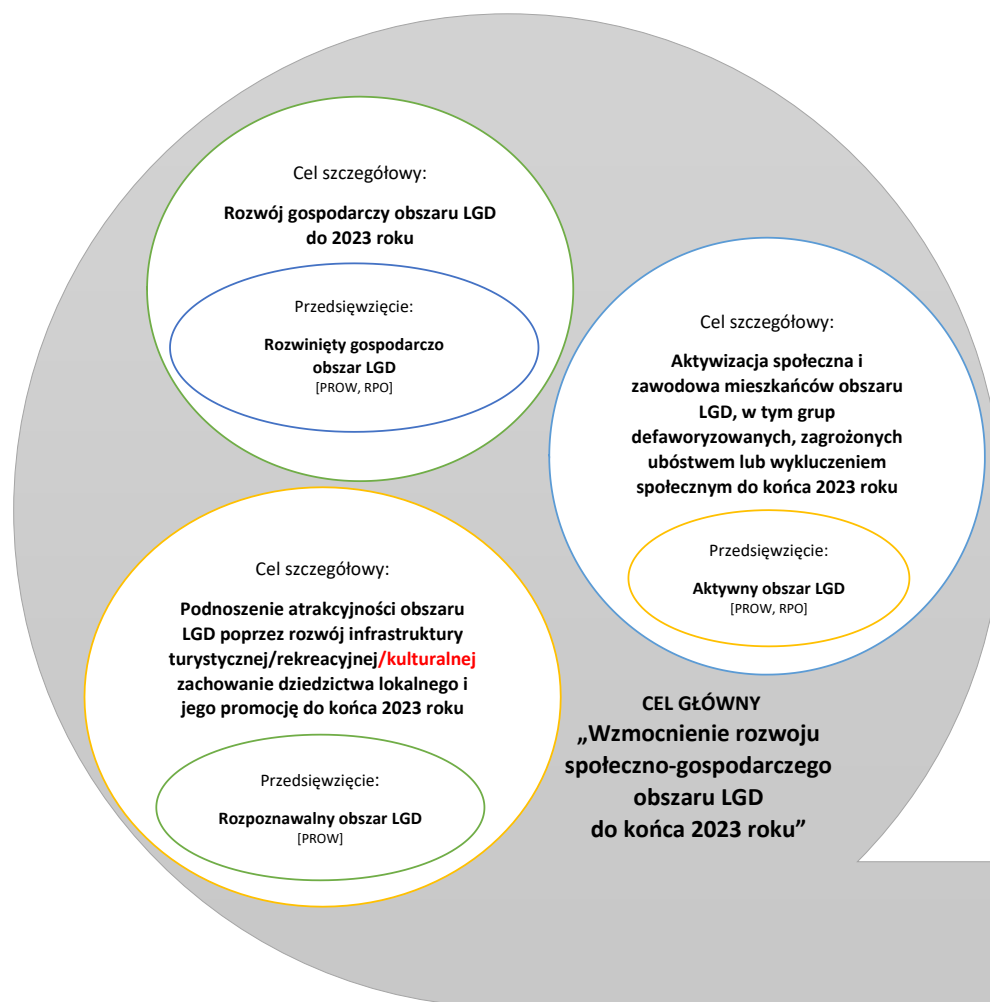 Cel szczegółowy:
Rozwój gospodarczy obszaru LGD
do 2023 roku
Przedsięwzięcie:
Rozwinięty gospodarczo
obszar LGD
[PROW, RPO]
Cel szczegółowy:
Aktywizacja społeczna i
zawodowa mieszkańców obszaru
LGD, w tym grup
defaworyzowanych, zagrożonych
ubóstwem lub wykluczeniem
społecznym do końca 2023 roku
Przedsięwzięcie:
Aktywny obszar LGD
[PROW, RPO]
Cel szczegółowy:
Podnoszenie atrakcyjności obszaru
LGD poprzez rozwój infrastruktury
turystycznej/rekreacyjnej/kulturalnej
zachowanie dziedzictwa lokalnego i
jego promocję do końca 2023 roku
Przedsięwzięcie:
Rozpoznawalny obszar LGD
[PROW]
CEL GŁÓWNY
„Wzmocnienie rozwoju
społeczno-gospodarczego
obszaru LGD
do końca 2023 roku”